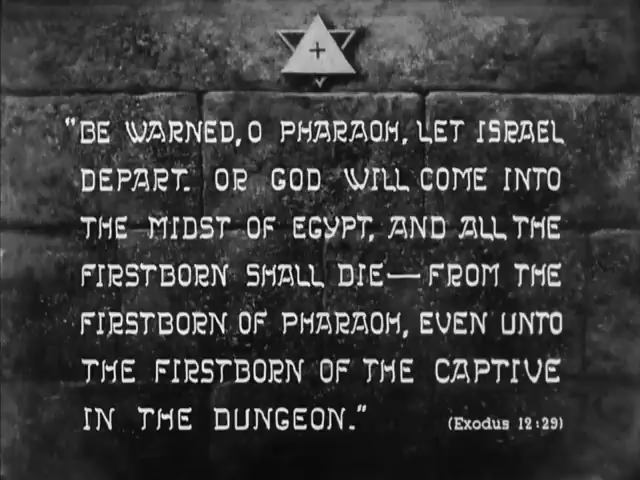 "BE WARNED, O PHARAOH, LET ISRAEL
DEPART. OR GOD WILL COME INTO
THE MIDST OF EGYPT, AND ALL THE
FIRSTBORN SHALL DIE—FROM THE
FIRSTBORN OF PHARAOH, EVEN UNTO
THE FIRSTBORN OF THE CAPTIVE
IN THE DUNGEON."
(Exodus 12:29)